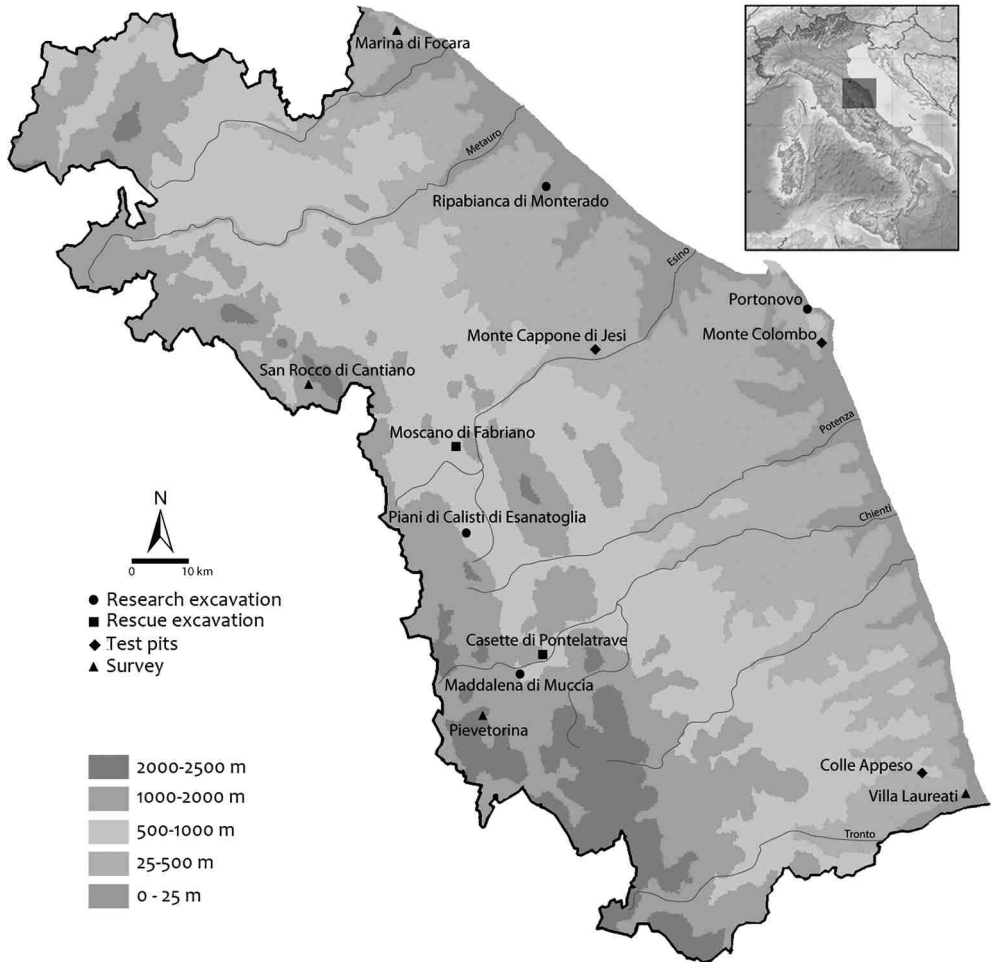 Marina di Focara
Metauro
Ripabianca di Monterado
Esino
Portonovo
Monte Cappone di Jesi
Monte Colombo
San Rocco di Cantiano
Potenza
Moscano di Fabriano
Chienti
N
Piani di Calisti di Esanatoglia
0 10 km
Research excavation
Rescue excavation
Test pits
Survey
Casette di Pontelatrave
Maddalena di Muccia
Pievetorina
Colle Appeso
Villa Laureati
Tronto
2000-2500 m
1000-2000 m
500-1000 m
25-500 m
0 - 25 m